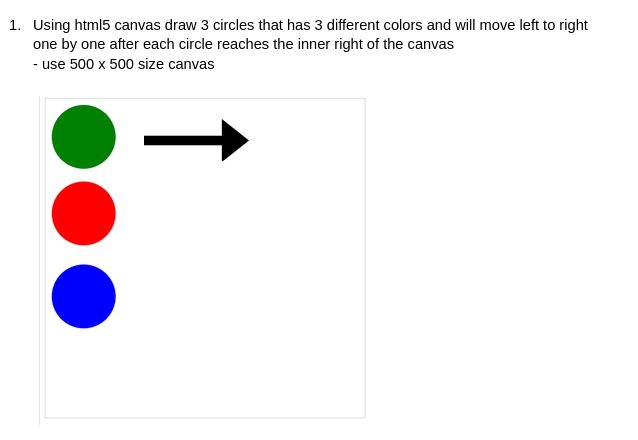 1. Using html5 canvas draw 3 circles that has 3 different colors and will move left to right
one by one after each circle reaches the inner right of the canvas
- use 500 x 500 size canvas